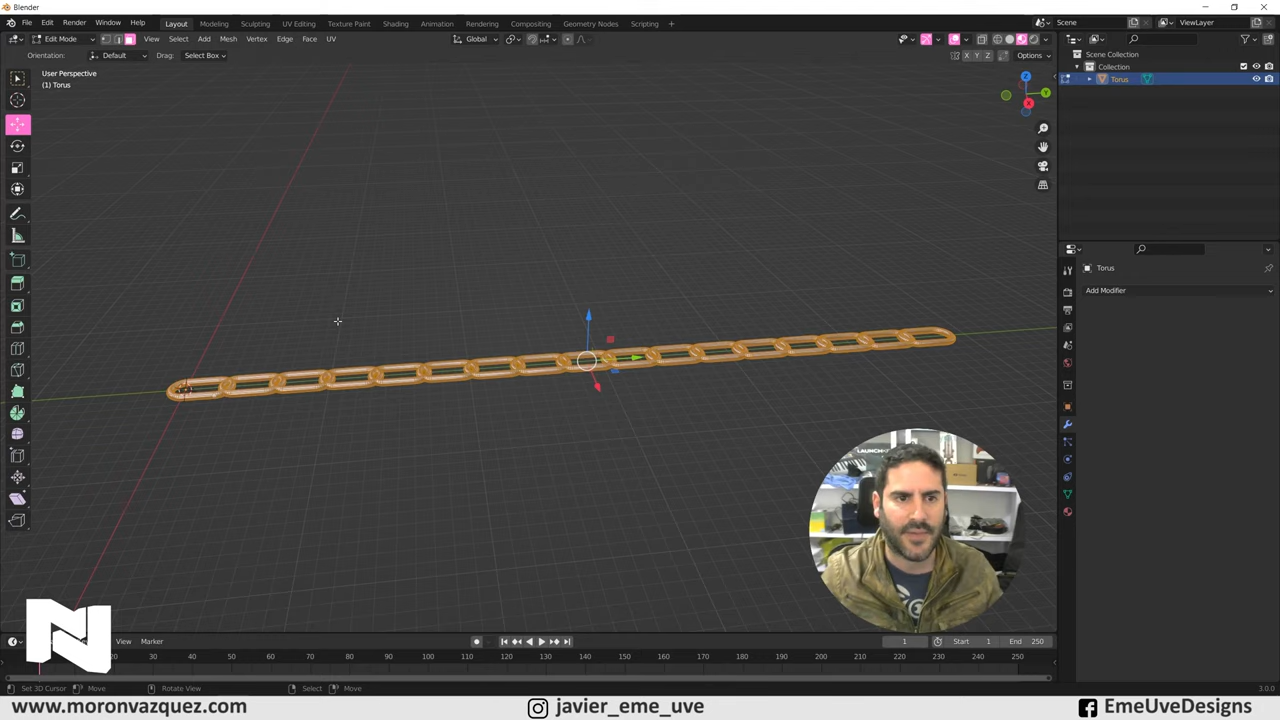 Blender
File Edit Render Window Help Layout Modeling Sculpting UV Editing Texture Paint Shading Animation Rendering Compositing Geometry Nodes Scripting + Scene ViewLayer
Edit Mode View Select Add Mesh Vertex Edge Face UV Global
Orientation: Default Drag: Select Box X Y Z Options
User Perspective
(1) Torus
Z
Y
X
Scene Collection
Collection
Torus
Torus
Add Modifier
LAUNCH
View Marker 1 Start 1 End 250
20 30 40 50 60 70 80 90 100 110 120 130 140 150 160 170 180 190 200 210 220 230 240 250
Set 3D Cursor Move Rotate View Select Move 3.0.0
www.moronvazquez.com javier_eme_uve EmeUveDesigns